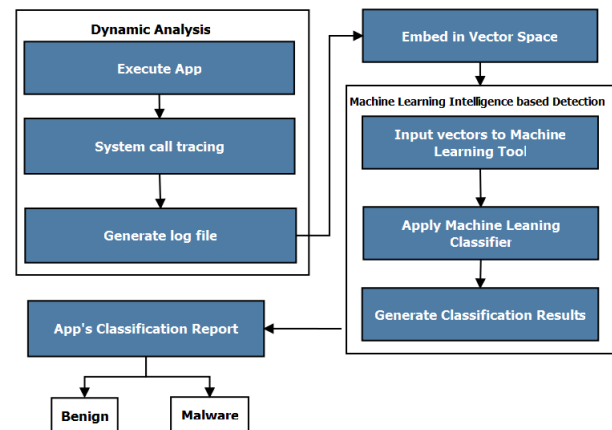 Dynamic Analysis
Execute App
System call tracing
Generate log file
Embed in Vector Space
Machine Learning Intelligence based Detection
Input vectors to Machine
Learning Tool
Apply Machine Leaning
Classifier
Generate Classification Results
App's Classification Report
Benign
Malware